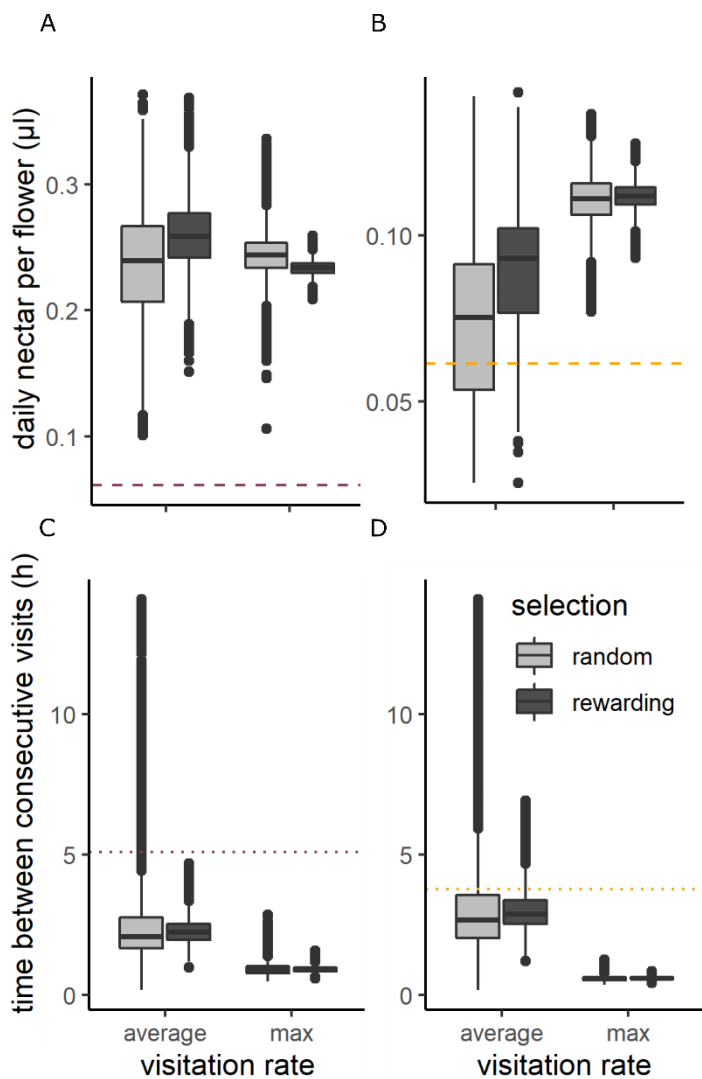 A
B
daily nectar per flower (µl)
0.3
0.2
0.1
0.10
0.05
C
D
time between consecutive visits (h)
10
5
0
10
5
0
selection
random
rewarding
average
max
average
max
visitation rate
visitation rate